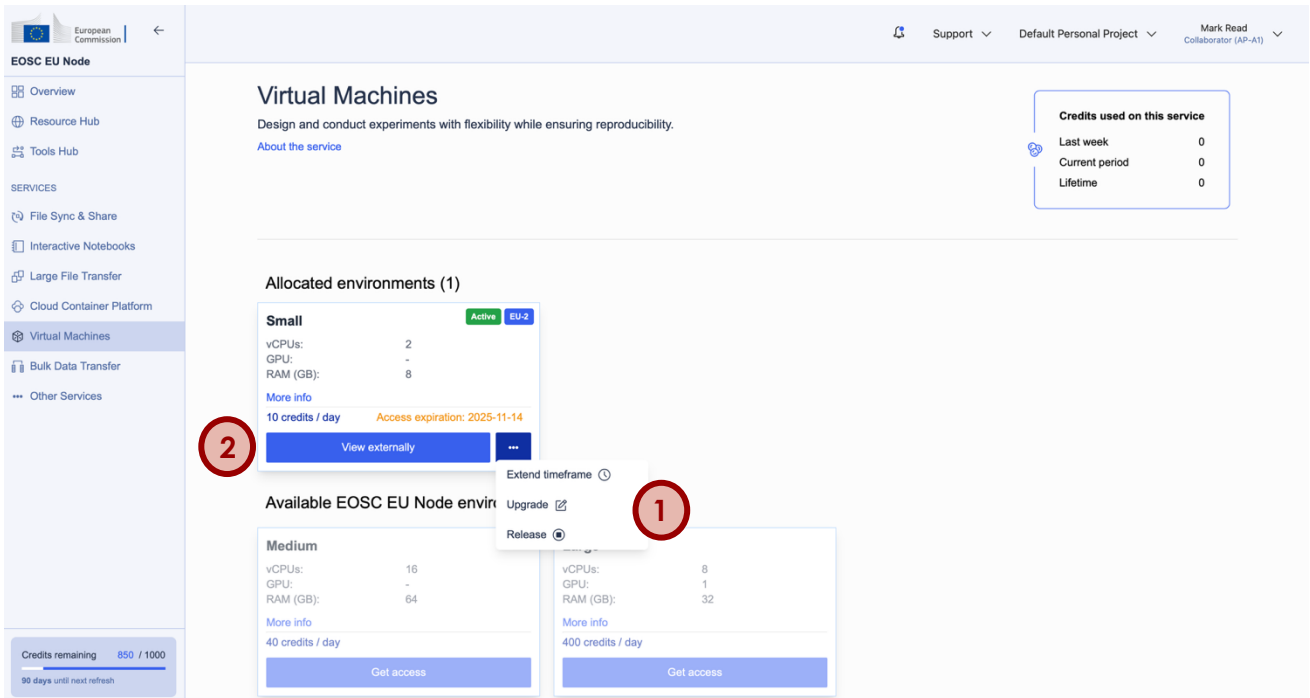 European
Commission
EOSC EU Node
Overview
Resource Hub
Tools Hub
SERVICES
File Sync & Share
Interactive Notebooks
Large File Transfer
Cloud Container Platform
Virtual Machines
Bulk Data Transfer
Other Services
Credits remaining 850 / 1000
90 days until next refresh
Support
Default Personal Project
Mark Read
Collaborator (AP-A1)
Virtual Machines
Design and conduct experiments with flexibility while ensuring reproducibility.
About the service
Credits used on this service
Last week 0
Current period 0
Lifetime 0
Allocated environments (1)
Small Active EU-2
vCPUs: 2
GPU: -
RAM (GB): 8
More info
10 credits / day Access expiration: 2025-11-14
2
View externally ...
Extend timeframe
Upgrade
Release
1
Available EOSC EU Node
Medium
vCPUs: 16
GPU: -
RAM (GB): 64
More info
40 credits / day
Get access
vCPUs: 8
GPU: 1
RAM (GB): 32
More info
400 credits / day
Get access